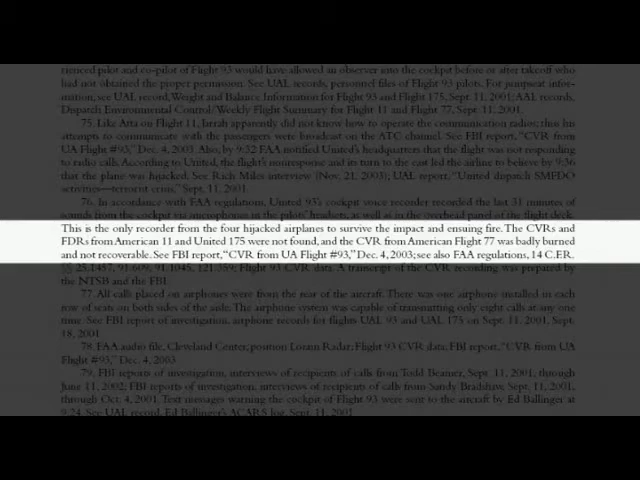 rienced pilot and co-pilot of Flight 93 would have allowed an observer into the cockpit before or after takeoff who
had not obtained the proper permission. See UAL records, personnel files of Flight 93 pilots. For jumpseat infor-
mation, see UAL record, Weight and Balance Information for Flight 93 and Flight 175, Sept. 11, 2001; AAL records,
Dispatch Environmental Control/Weekly Flight Summary for Flight 11 and Flight 77, Sept. 11, 2001.
75. Like Atta on Flight 11, Jarrah apparently did not know how to operate the communication radios; thus his
attempts to communicate with the passengers were broadcast on the ATC channel. See FBI report, “CVR from
UA Flight #93,” Dec. 4, 2003. Also, by 9:32 FAA notified United's headquarters that the flight was not responding
to radio calls. According to United, the flight's nonresponse and its turn to the east led the airline to believe by 9:36
that the plane was hijacked. See Rich Miles interview (Nov. 21, 2003); UAL report, “United dispatch SMFDO
activities—terrorist crisis,” Sept. 11, 2001.
76. In accordance with FAA regulations, United 93's cockpit voice recorder recorded the last 31 minutes of
sounds from the cockpit via microphones in the pilots' headsets, as well as in the overhead panel of the flight deck.
This is the only recorder from the four hijacked airplanes to survive the impact and ensuing fire. The CVRs and
FDRs from American 11 and United 175 were not found, and the CVR from American Flight 77 was badly burned
and not recoverable. See FBI report, “CVR from UA Flight #93,” Dec. 4, 2003; see also FAA regulations, 14 C.F.R.
§§ 25.1457, 91.609, 91.1045, 121.359; Flight 93 CVR data. A transcript of the CVR recording was prepared by
the NTSB and the FBI.
77. All calls placed on airphones were from the rear of the aircraft. There was one airphone installed in each
row of seats on both sides of the aisle. The airphone system was capable of transmitting only eight calls at any one
time. See FBI report of investigation, airphone records for flights UAL 93 and UAL 175 on Sept. 11, 2001, Sept.
18, 2001
78. FAA audio file, Cleveland Center, position Lorain Radar; Flight 93 CVR data; FBI report, “CVR from UA
Flight #93,” Dec. 4, 2003.
79. FBI reports of investigation, interviews of recipients of calls from Todd Beamer, Sept. 11, 2001, through
June 11, 2002; FBI reports of investigation, interviews of recipients of calls from Sandy Bradshaw, Sept. 11, 2001,
through Oct. 4, 2001. Text messages warning the cockpit of Flight 93 were sent to the aircraft by Ed Ballinger at
9:24. See UAL record, Ed Ballinger's ACARS log, Sept. 11, 2001